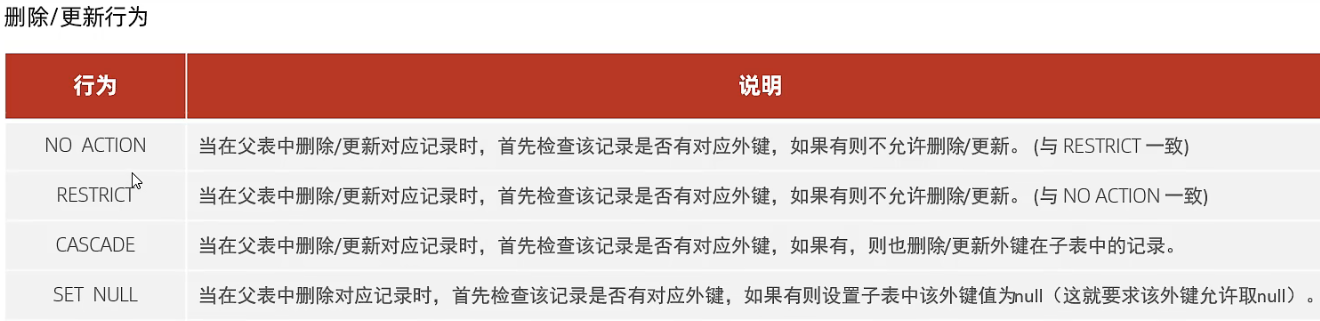 删除/更新行为
行为 说明
NO ACTION 当在父表中删除/更新对应记录时，首先检查该记录是否有对应外键，如果有则不允许删除/更新。 (与 RESTRICT 一致)
RESTRICT 当在父表中删除/更新对应记录时，首先检查该记录是否有对应外键，如果有则不允许删除/更新。 (与 NO ACTION 一致)
CASCADE 当在父表中删除/更新对应记录时，首先检查该记录是否有对应外键，如果有，则也删除/更新外键在子表中的记录。
SET NULL 当在父表中删除对应记录时，首先检查该记录是否有对应外键，如果有则设置子表中该外键值为null（这就要求该外键允许取null）。